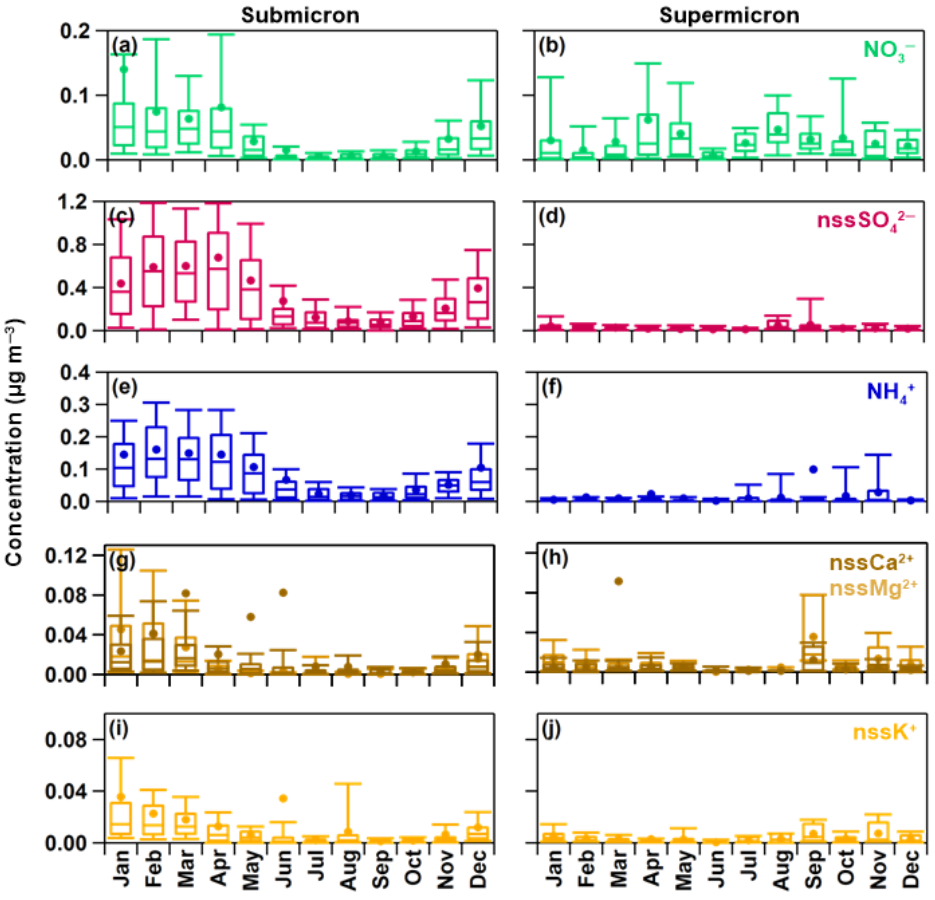 Submicron Supermicron
0.2 (a) (b) NO₃⁻
0.1
0.0
1.2 (c) (d) nssSO₄²⁻
0.8
0.4
0.0
0.4 (e) (f) NH₄⁺
0.3
0.2
0.1
0.0
Concentration (µg m⁻³)
0.12 (g) (h) nssCa²⁺
nssMg²⁺
0.08
0.04
0.00
(i) (j) nssK⁺
0.08
0.04
0.00
Jan Feb Mar Apr May Jun Jul Aug Sep Oct Nov Dec Jan Feb Mar Apr May Jun Jul Aug Sep Oct Nov Dec